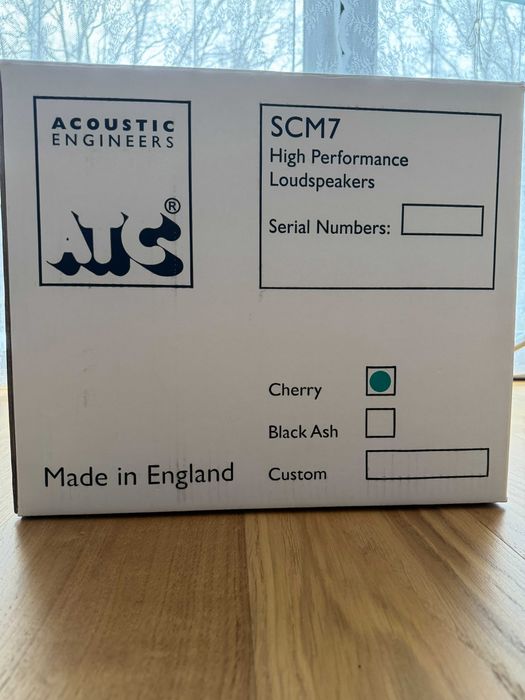 ACOUSTIC
ENGINEERS
ATC®
SCM7
High Performance
Loudspeakers
Serial Numbers:
Cherry
Black Ash
Custom
Made in England